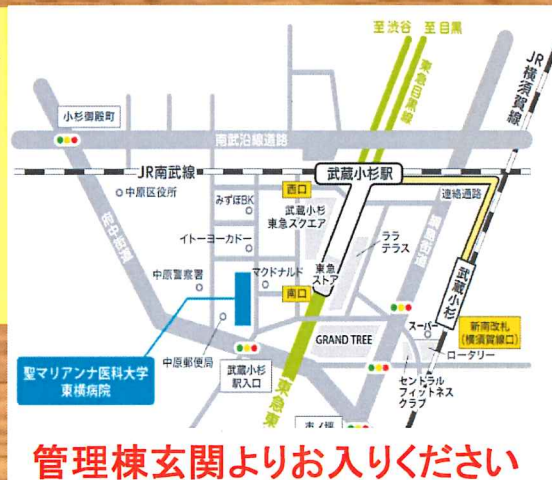 至渋谷 至目黒
JR横須賀線
東急目黒線
小杉御殿町
南武沿線道路
JR南武線
武蔵小杉駅
中原区役所
みずほBK
西口
連絡通路
武蔵小杉
東急スクエア
府中街道
綱島街道
イトーヨーカドー
ララ
テラス
武蔵小杉
中原警察署
マクドナルド
東急
ストア
南口
スーパー
新南改札
(横須賀線口)
GRAND TREE
ロータリー
聖マリアンナ医科大学
東横病院
中原郵便局
武蔵小杉
駅入口
セントラル
フィットネス
クラブ
東急東
市ノ坪
管理棟玄関よりお入りください